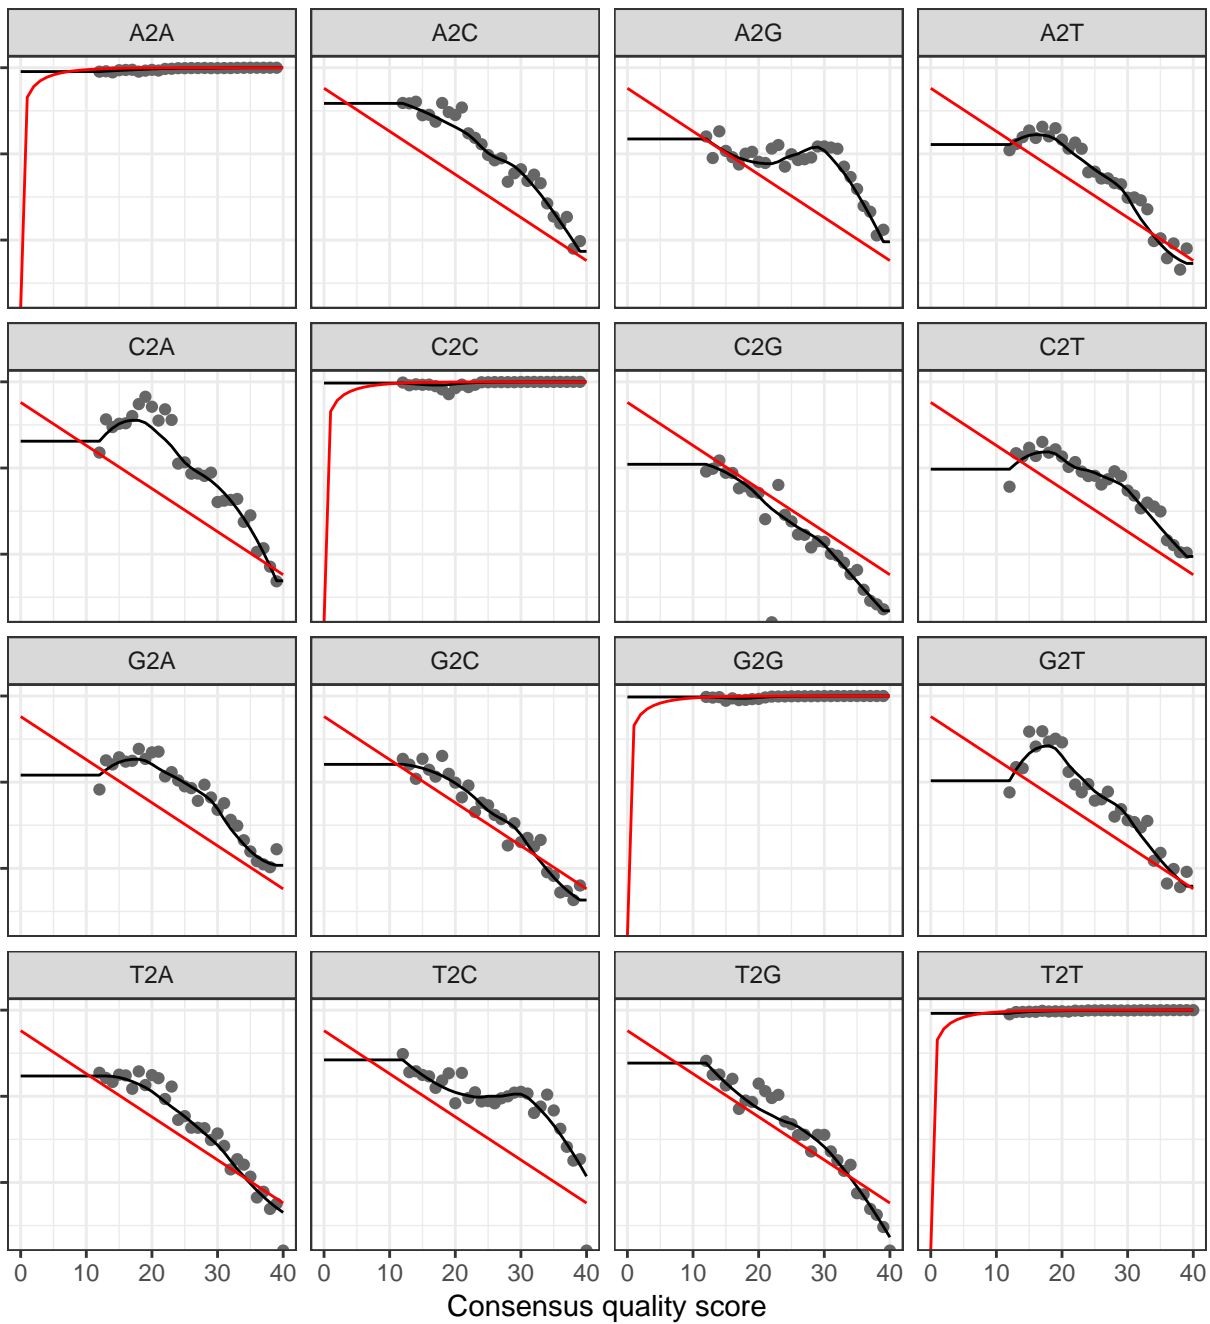 A2A A2C A2G A2T
C2A C2C C2G C2T
G2A G2C G2G G2T
T2A T2C T2G T2T
0 10 20 30 40 0 10 20 30 40 0 10 20 30 40 0 10 20 30 40
Consensus quality score